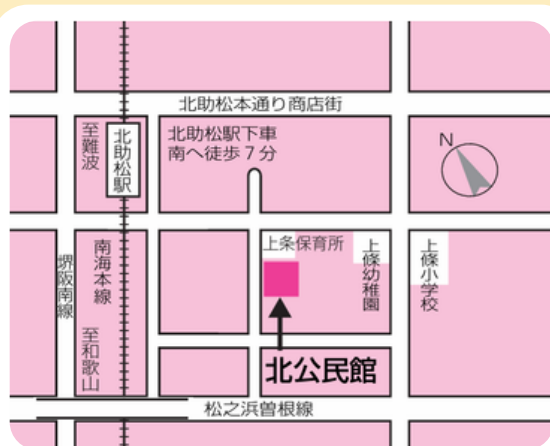 北助松本通り商店街
至難波
北助松駅
北助松駅下車
南へ徒歩7分
N
上条保育所
上條幼稚園
上條小学校
堺阪南線
南海本線
至和歌山
北公民館
松之浜曽根線